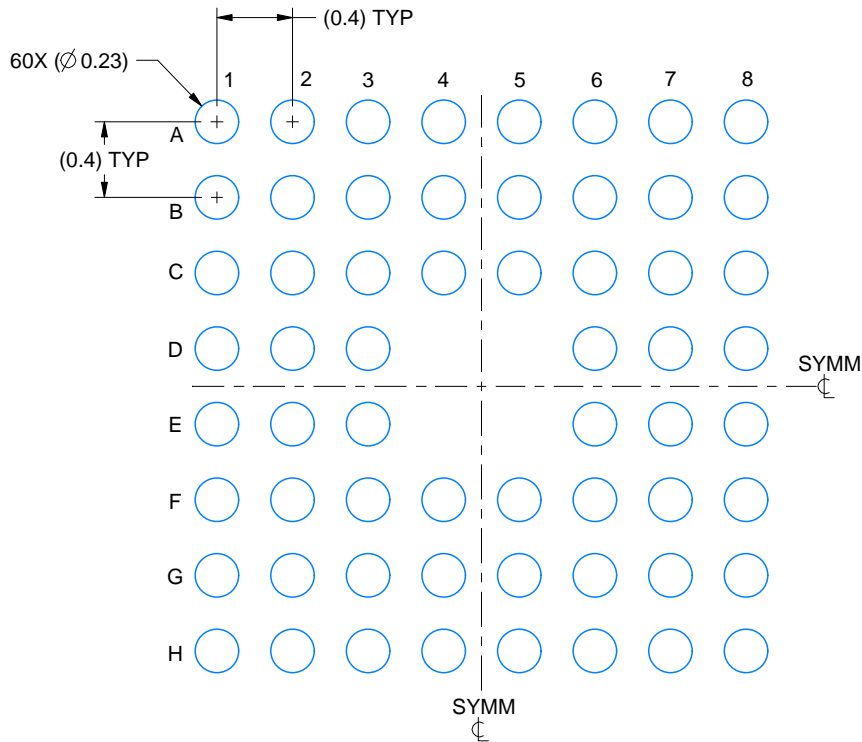 (0.4) TYP
60X (∅ 0.23)
1 2 3 4 5 6 7 8
A
(0.4) TYP
B
C
D
SYMM
℄
E
F
G
H
SYMM
℄